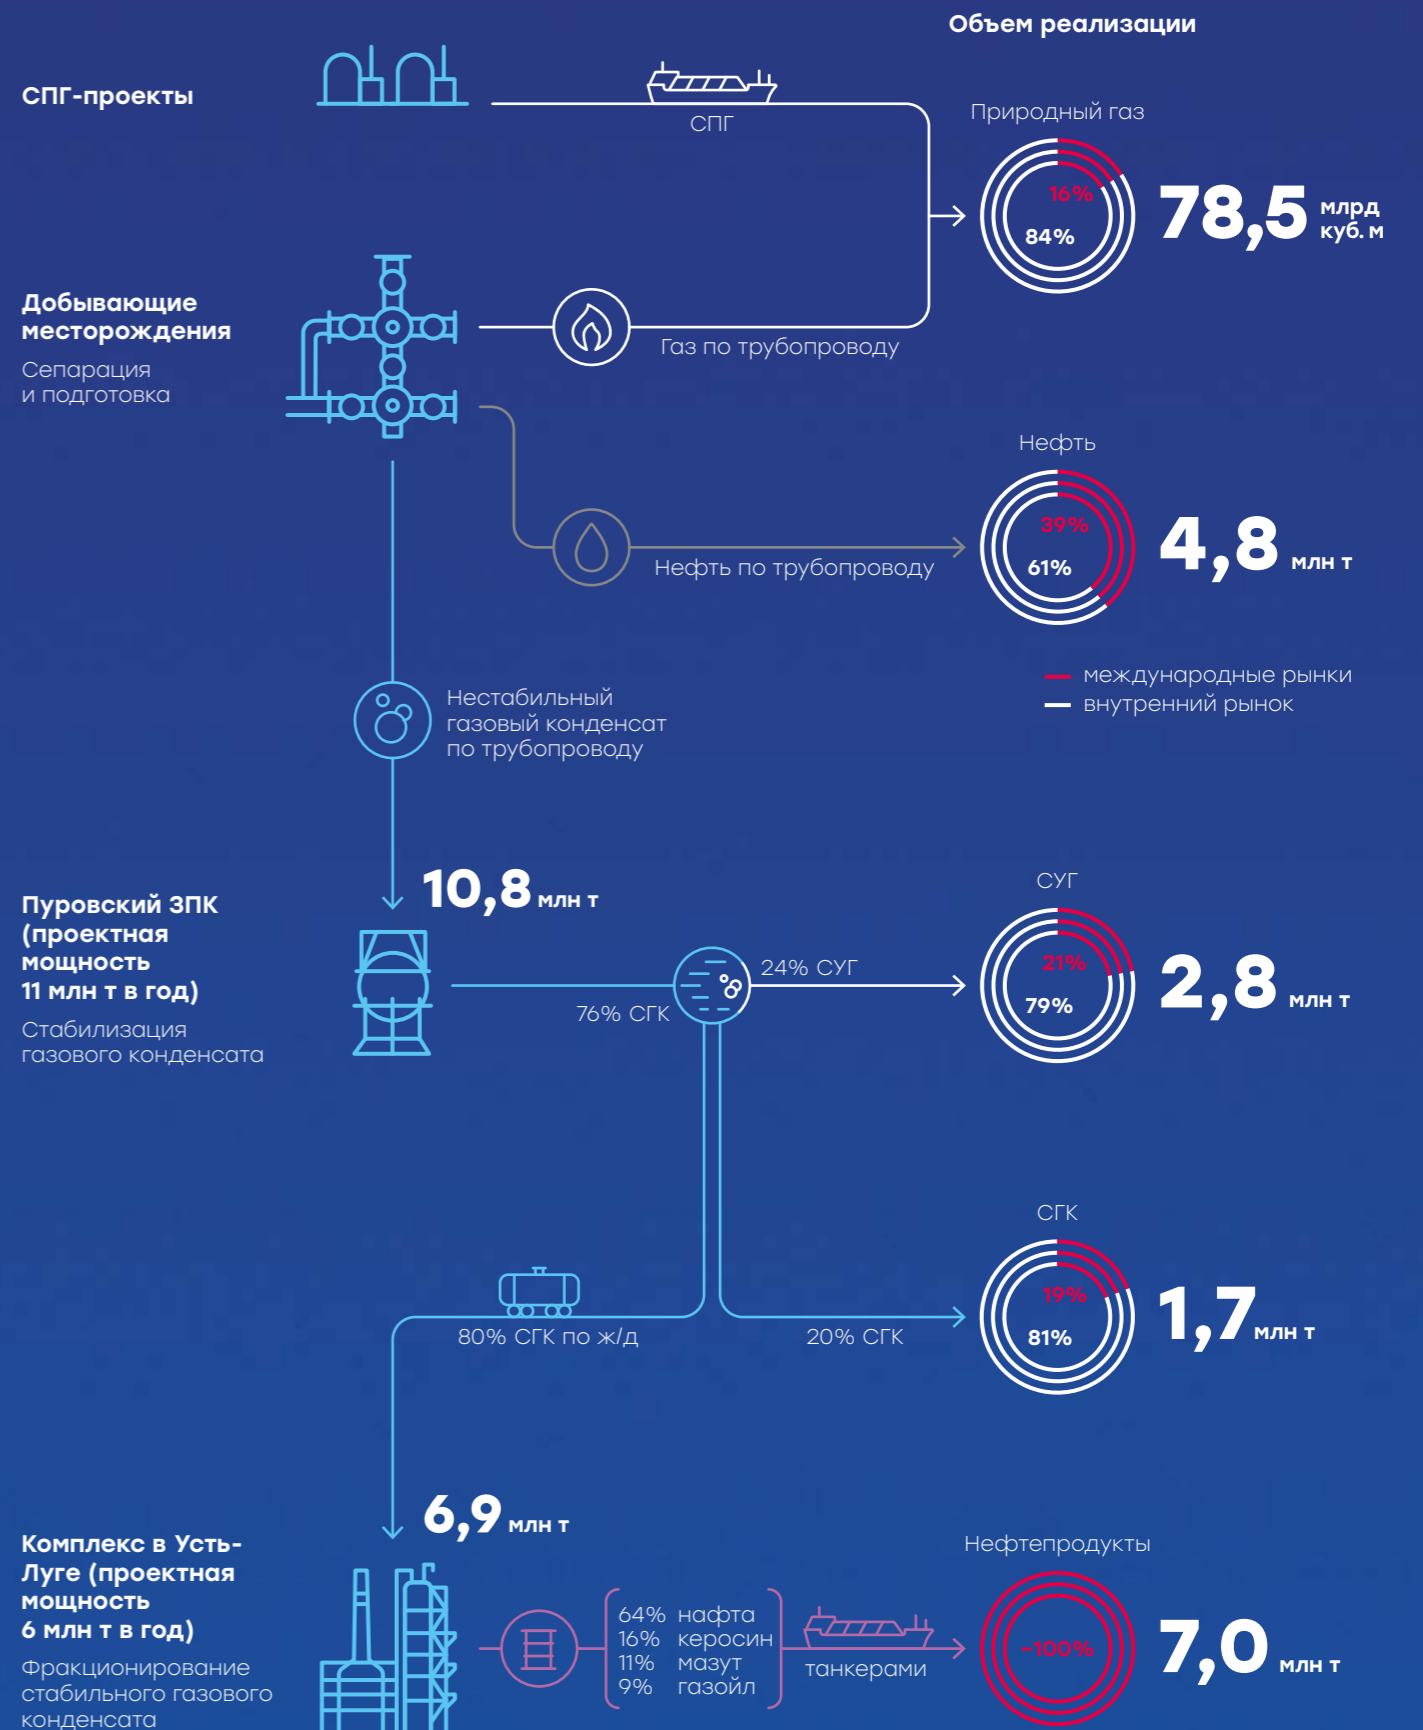 Объем реализации
СПГ-проекты
СПГ
Природный газ
16%
84%
78,5 млрд
куб. м
Добывающие
месторождения
Сепарация
и подготовка
Газ по трубопроводу
Нефть
39%
61%
4,8 млн т
Нефть по трубопроводу
международные рынки
внутренний рынок
Нестабильный
газовый конденсат
по трубопроводу
10,8 млн т
Пуровский ЗПК
(проектная
мощность
11 млн т в год)
Стабилизация
газового конденсата
76% СГК
24% СУГ
СУГ
21%
79%
2,8 млн т
СГК
19%
81%
1,7 млн т
80% СГК по ж/д
20% СГК
6,9 млн т
Комплекс в Усть-
Луге (проектная
мощность
6 млн т в год)
Фракционирование
стабильного газового
конденсата
64% нафта
16% керосин
11% мазут
9% газойл
танкерами
Нефтепродукты
~100%
7,0 млн т